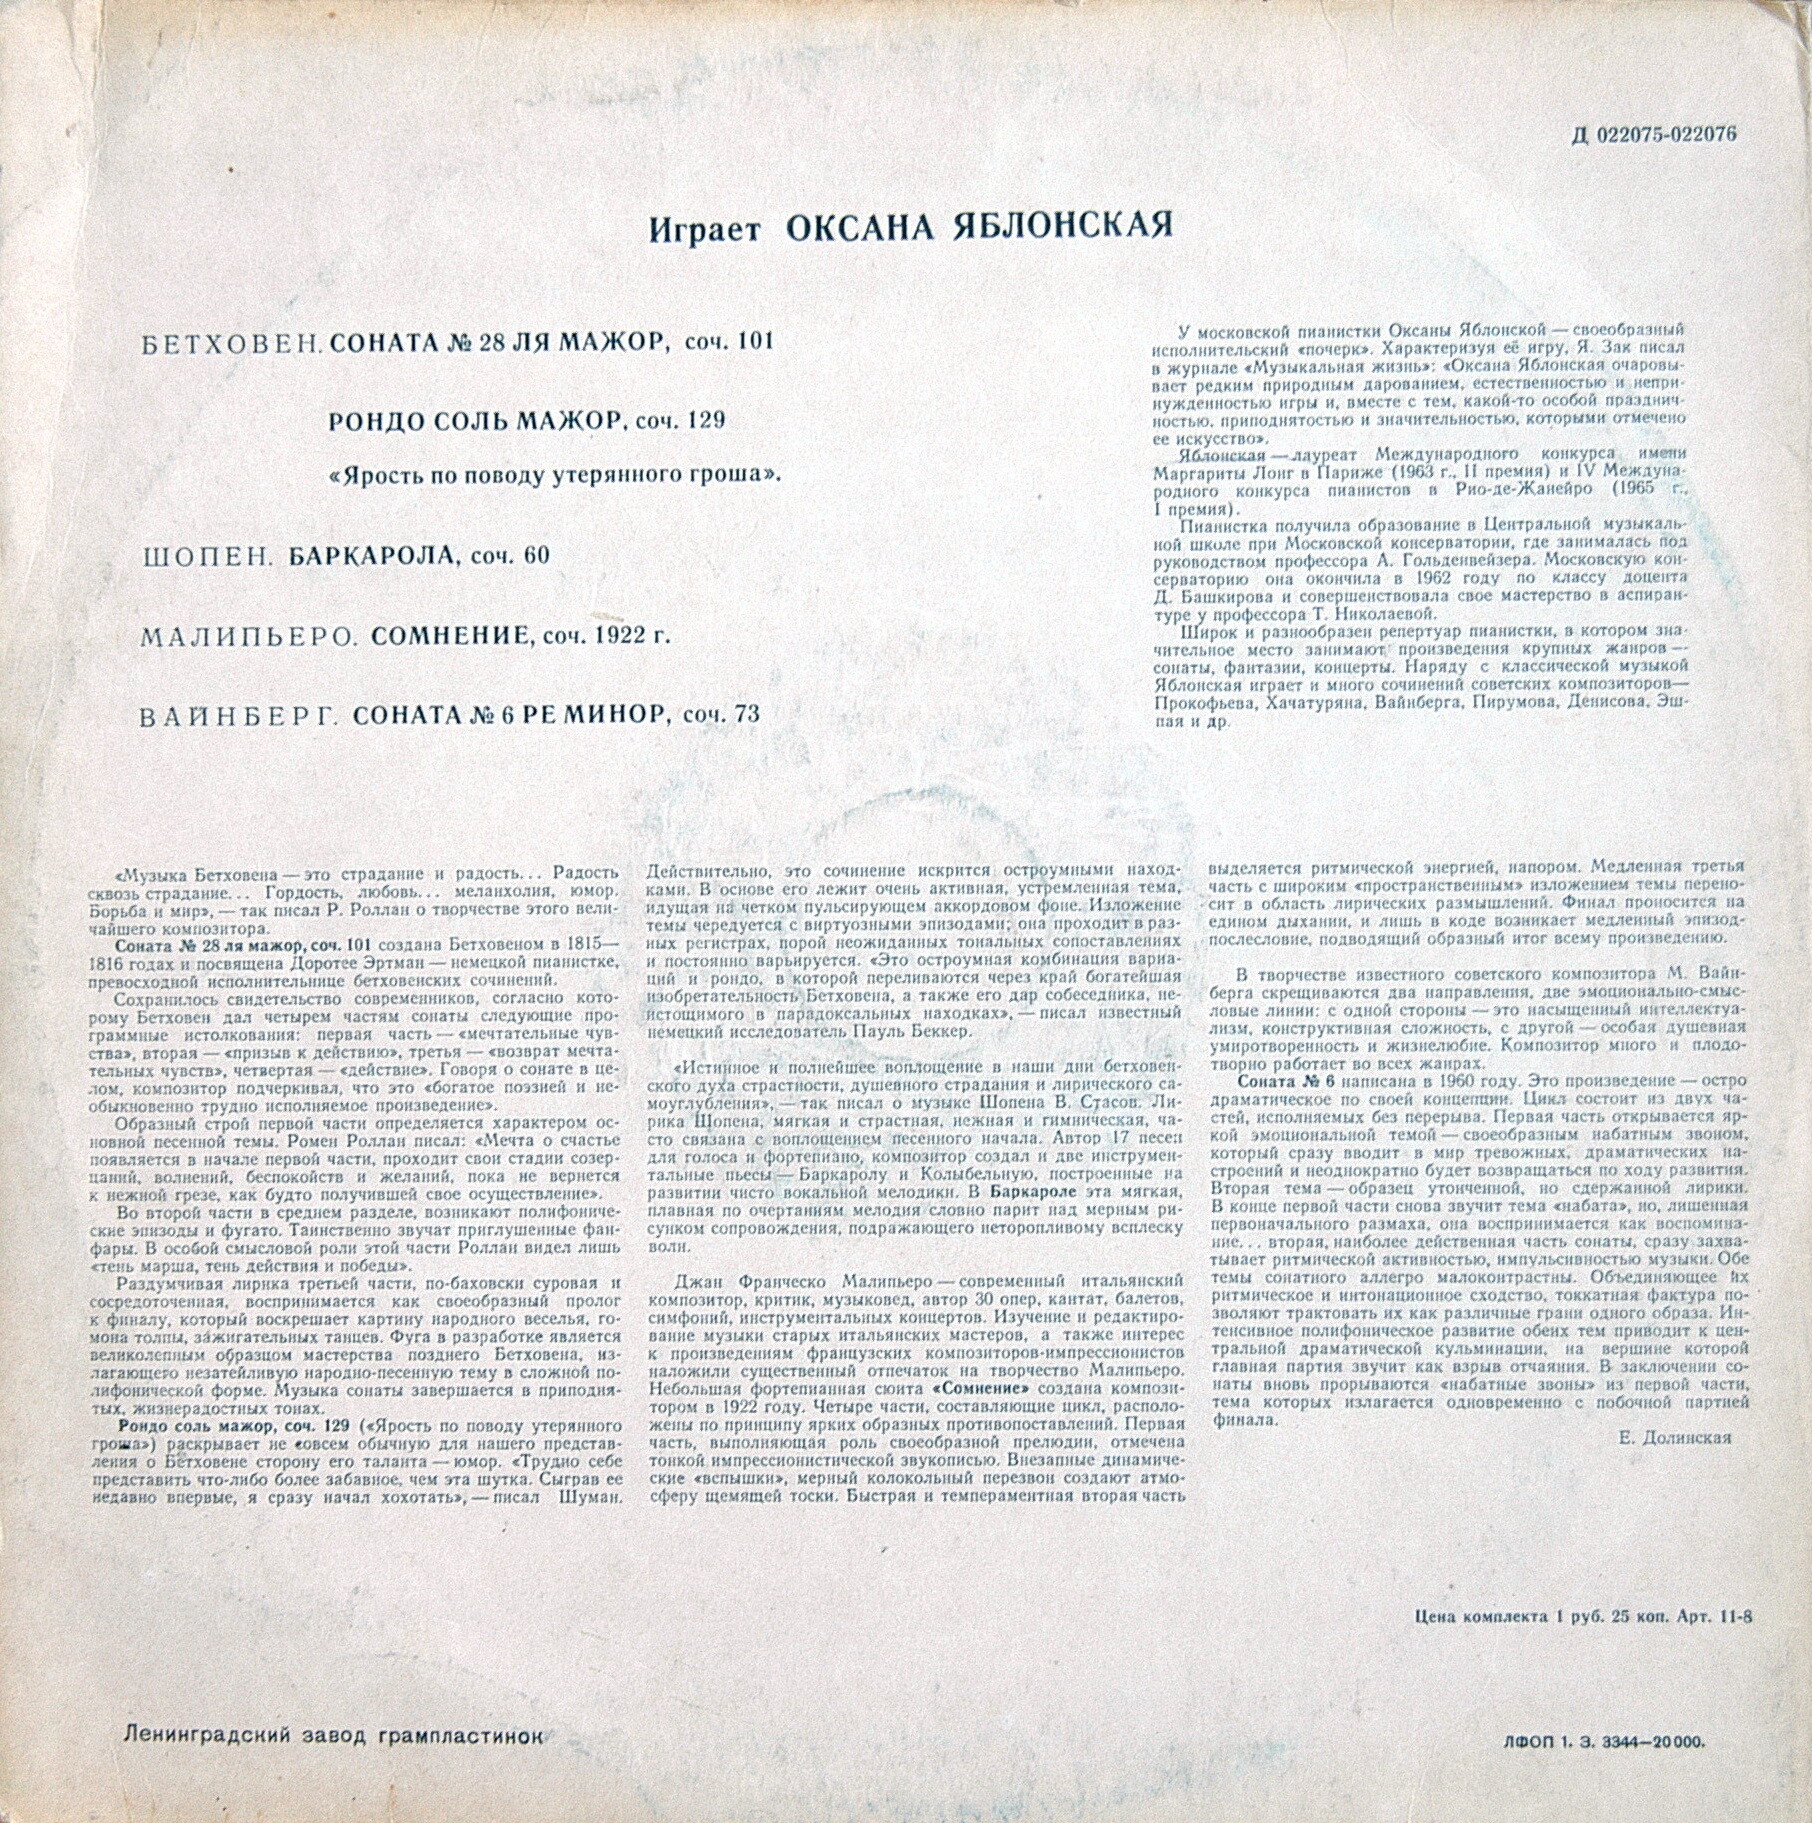 Д 022075-022076
Играет ОКСАНА ЯБЛОНСКАЯ
БЕТХОВЕН. СОНАТА № 28 ЛЯ МАЖОР, соч. 101
РОНДО СОЛЬ МАЖОР, соч. 129
«Ярость по поводу утерянного гроша».
ШОПЕН. БАРКАРОЛА, соч. 60
МАЛИПЬЕРО. СОМНЕНИЕ, соч. 1922 г.
ВАЙНБЕРГ. СОНАТА № 6 РЕ МИНОР, соч. 73
У московской пианистки Оксаны Яблонской — своеобразный
исполнительский «почерк». Характеризуя её игру, Я. Зак писал
в журнале «Музыкальная жизнь»: «Оксана Яблонская очаровы-
вает редким природным дарованием, естественностью и непри-
нужденностью игры и, вместе с тем, какой-то особой празднич-
ностью, приподнятостью и значительностью, которыми отмечено
ее искусство».
Яблонская — лауреат Международного конкурса имени
Маргариты Лонг в Париже (1963 г., II премия) и IV Междуна-
родного конкурса пианистов в Рио-де-Жанейро (1965 г.,
I премия).
Пианистка получила образование в Центральной музыкаль-
ной школе при Московской консерватории, где занималась под
руководством профессора А. Гольденвейзера. Московскую кон-
серваторию она окончила в 1962 году по классу доцента
Д. Башкирова и совершенствовала свое мастерство в аспиран-
туре у профессора Т. Николаевой.
Широк и разнообразен репертуар пианистки, в котором зна-
чительное место занимают произведения крупных жанров —
сонаты, фантазии, концерты. Наряду с классической музыкой
Яблонская играет и много сочинений советских композиторов—
Прокофьева, Хачатуряна, Вайнберга, Пирумова, Денисова, Эш-
пая и др.
«Музыка Бетховена — это страдание и радость... Радость
сквозь страдание... Гордость, любовь... меланхолия, юмор.
Борьба и мир», — так писал Р. Роллан о творчестве этого вели-
чайшего композитора.
Соната № 28 ля мажор, соч. 101 создана Бетховеном в 1815—
1816 годах и посвящена Доротее Эртман — немецкой пианистке,
превосходной исполнительнице бетховенских сочинений.
Сохранилось свидетельство современников, согласно кото-
рому Бетховен дал четырем частям сонаты следующие про-
граммные истолкования: первая часть — «мечтательные чув-
ства», вторая — «призыв к действию», третья — «возврат мечта-
тельных чувств», четвертая — «действие». Говоря о сонате в це-
лом, композитор подчеркивал, что это «богатое поэзией и не-
обыкновенно трудно исполняемое произведение».
Образный строй первой части определяется характером ос-
новной песенной темы. Ромен Роллан писал: «Мечта о счастье
появляется в начале первой части, проходит свои стадии созер-
цаний, волнений, беспокойств и желаний, пока не вернется
к нежной грезе, как будто получившей свое осуществление».
Во второй части в среднем разделе, возникают полифониче-
ские эпизоды и фугато. Таинственно звучат приглушенные фан-
фары. В особой смысловой роли этой части Роллан видел лишь
«тень марша, тень действия и победы».
Раздумчивая лирика третьей части, по-баховски суровая и
сосредоточенная, воспринимается как своеобразный пролог
к финалу, который воскрешает картину народного веселья, го-
мона толпы, зажигательных танцев. Фуга в разработке является
великолепным образцом мастерства позднего Бетховена, из-
лагающего незатейливую народно-песенную тему в сложной по-
лифонической форме. Музыка сонаты завершается в приподня-
тых, жизнерадостных тонах.
Рондо соль мажор, соч. 129 («Ярость по поводу утерянного
гроша») раскрывает не совсем обычную для нашего представ-
ления о Бетховене сторону его таланта — юмор. «Трудно себе
представить что-либо более забавное, чем эта шутка. Сыграв ее
недавно впервые, я сразу начал хохотать», — писал Шуман.
Действительно, это сочинение искрится остроумными наход-
ками. В основе его лежит очень активная, устремленная тема,
идущая на четком пульсирующем аккордовом фоне. Изложение
темы чередуется с виртуозными эпизодами; она проходит в раз-
ных регистрах, порой неожиданных тональных сопоставлениях
и постоянно варьируется. «Это остроумная комбинация вариа-
ций и рондо, в которой переливаются через край богатейшая
изобретательность Бетховена, а также его дар собеседника, не-
истощимого в парадоксальных находках», — писал известный
немецкий исследователь Пауль Беккер.
«Истинное и полнейшее воплощение в наши дни бетховен-
ского духа страстности, душевного страдания и лирического са-
моуглубления», — так писал о музыке Шопена В. Стасов. Ли-
рика Шопена, мягкая и страстная, нежная и гимническая, ча-
сто связана с воплощением песенного начала. Автор 17 песен
для голоса и фортепиано, композитор создал и две инструмен-
тальные пьесы — Баркаролу и Колыбельную, построенные на
развитии чисто вокальной мелодики. В Баркароле эта мягкая,
плавная по очертаниям мелодия словно парит над мерным ри-
сунком сопровождения, подражающего неторопливому всплеску
волн.
Джан Франческо Малипьеро — современный итальянский
композитор, критик, музыковед, автор 30 опер, кантат, балетов,
симфоний, инструментальных концертов. Изучение и редактиро-
вание музыки старых итальянских мастеров, а также интерес
к произведениям французских композиторов-импрессионистов
наложили существенный отпечаток на творчество Малипьеро.
Небольшая фортепианная сюита «Сомнение» создана компози-
тором в 1922 году. Четыре части, составляющие цикл, располо-
жены по принципу ярких образных противопоставлений. Первая
часть, выполняющая роль своеобразной прелюдии, отмечена
тонкой импрессионистической звукописью. Внезапные динамиче-
ские «вспышки», мерный колокольный перезвон создают атмо-
сферу щемящей тоски. Быстрая и темпераментная вторая часть
выделяется ритмической энергией, напором. Медленная третья
часть с широким «пространственным» изложением темы перено-
сит в область лирических размышлений. Финал проносится на
едином дыхании, и лишь в коде возникает медленный эпизод-
послесловие, подводящий образный итог всему произведению.
В творчестве известного советского композитора М. Вайн-
берга скрещиваются два направления, две эмоционально-смыс-
ловые линии: с одной стороны — это насыщенный интеллектуа-
лизм, конструктивная сложность, с другой — особая душевная
умиротворенность и жизнелюбие. Композитор много и плодо-
творно работает во всех жанрах.
Соната № 6 написана в 1960 году. Это произведение — остро
драматическое по своей концепции. Цикл состоит из двух ча-
стей, исполняемых без перерыва. Первая часть открывается яр-
кой эмоциональной темой — своеобразным набатным звоном,
который сразу вводит в мир тревожных, драматических на-
строений и неоднократно будет возвращаться по ходу развития.
Вторая тема — образец утонченной, но сдержанной лирики.
В конце первой части снова звучит тема «набата», но, лишенная
первоначального размаха, она воспринимается как воспомина-
ние... вторая, наиболее действенная часть сонаты, сразу захва-
тывает ритмической активностью, импульсивностью музыки. Обе
темы сонатного аллегро малоконтрастны. Объединяющее их
ритмическое и интонационное сходство, токкатная фактура по-
зволяют трактовать их как различные грани одного образа. Ин-
тенсивное полифоническое развитие обеих тем приводит к цен-
тральной драматической кульминации, на вершине которой
главная партия звучит как взрыв отчаяния. В заключении со-
наты вновь прорываются «набатные звоны» из первой части,
тема которых излагается одновременно с побочной партией
финала.
Е. Долинская
Цена комплекта 1 руб. 25 коп. Арт. 11-8
Ленинградский завод грампластинок
ЛФОП 1. З. 3344—20000.